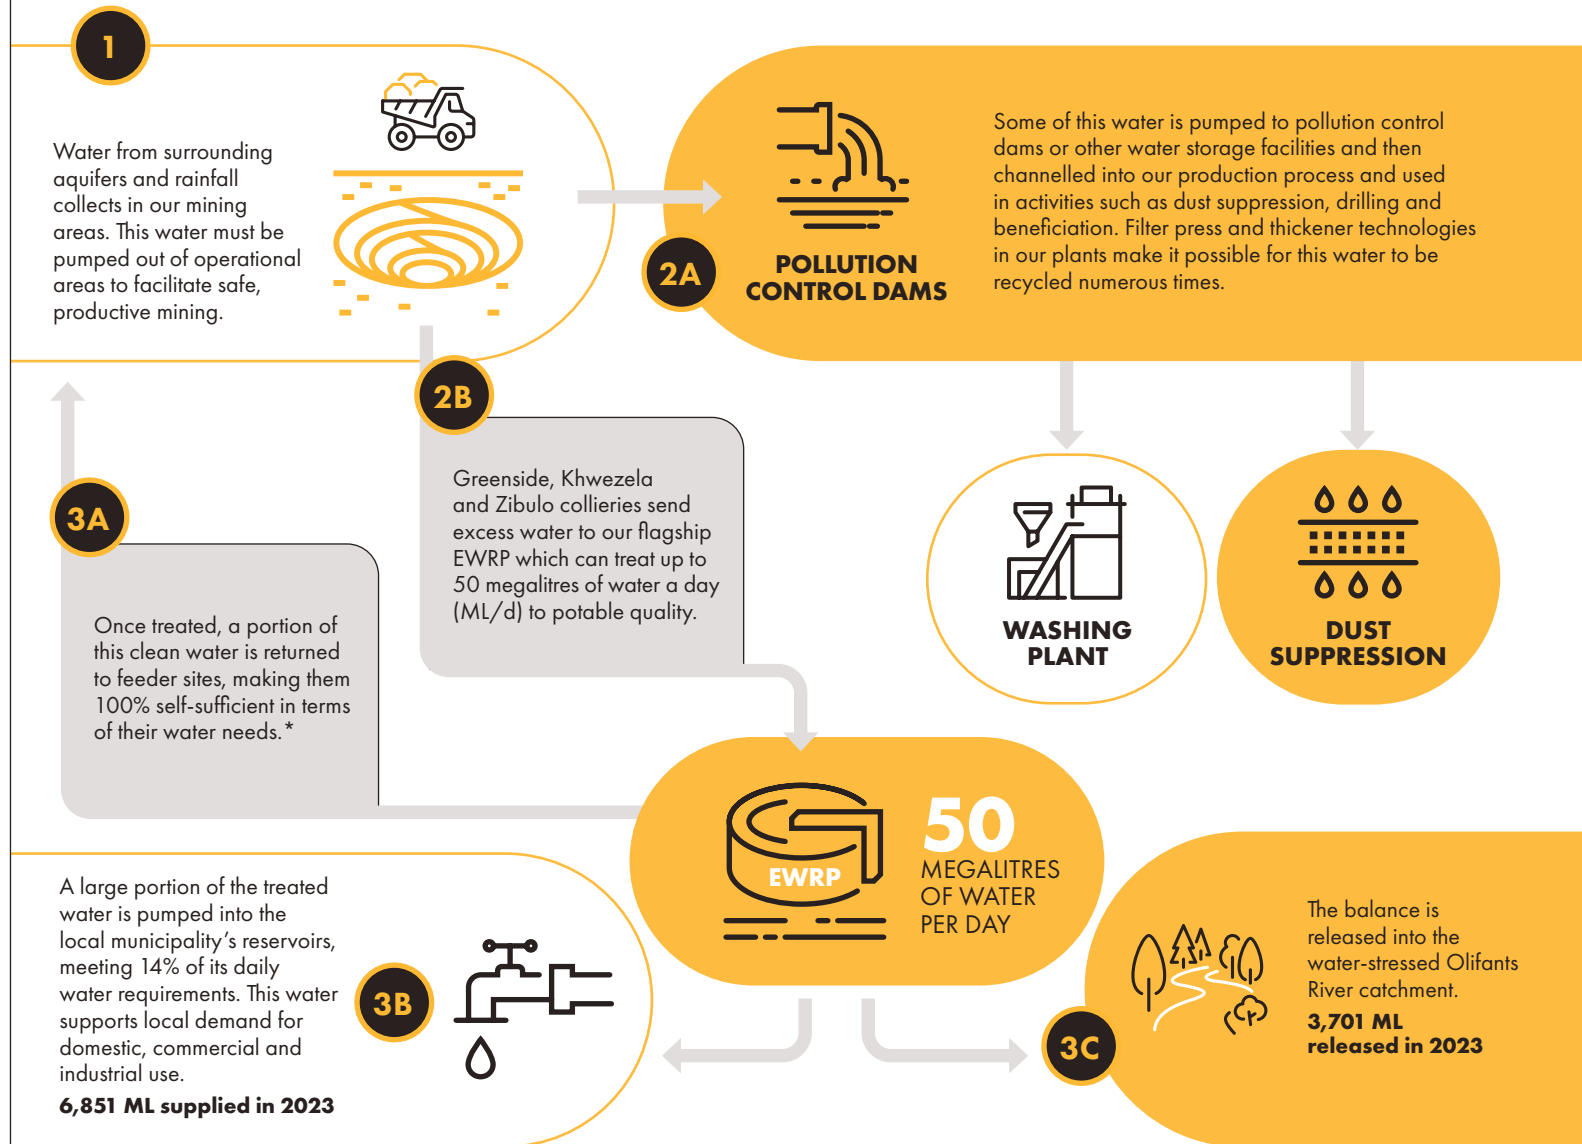 1
Water from surrounding
aquifers and rainfall
collects in our mining
areas. This water must be
pumped out of operational
areas to facilitate safe,
productive mining.
2A
POLLUTION
CONTROL DAMS
Some of this water is pumped to pollution control
dams or other water storage facilities and then
channelled into our production process and used
in activities such as dust suppression, drilling and
beneficiation. Filter press and thickener technologies
in our plants make it possible for this water to be
recycled numerous times.
2B
Greenside, Khwezela
and Zibulo collieries send
excess water to our flagship
EWRP which can treat up to
50 megalitres of water a day
(ML/d) to potable quality.
WASHING
PLANT
DUST
SUPPRESSION
3A
Once treated, a portion of
this clean water is returned
to feeder sites, making them
100% self-sufficient in terms
of their water needs.*
EWRP
50
MEGALITRES
OF WATER
PER DAY
A large portion of the treated
water is pumped into the
local municipality's reservoirs,
meeting 14% of its daily
water requirements. This water
supports local demand for
domestic, commercial and
industrial use.
6,851 ML supplied in 2023
3B
3C
The balance is
released into the
water-stressed Olifants
River catchment.
3,701 ML
released in 2023